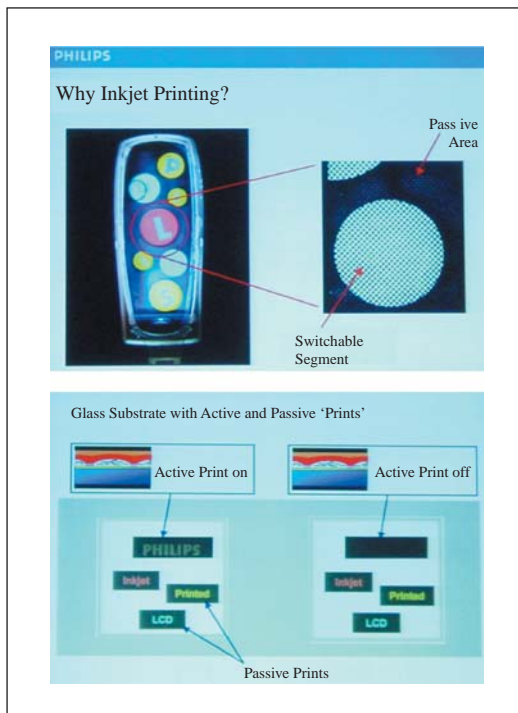 PHILIPS
Why Inkjet Printing?
Pass ive
Area
L
S
Switchable
Segment
Glass Substrate with Active and Passive ‘Prints’
Active Print on
Active Print off
PHILIPS
Inkjet
Printed
LCD
Inkjet
Printed
LCD
Passive Prints